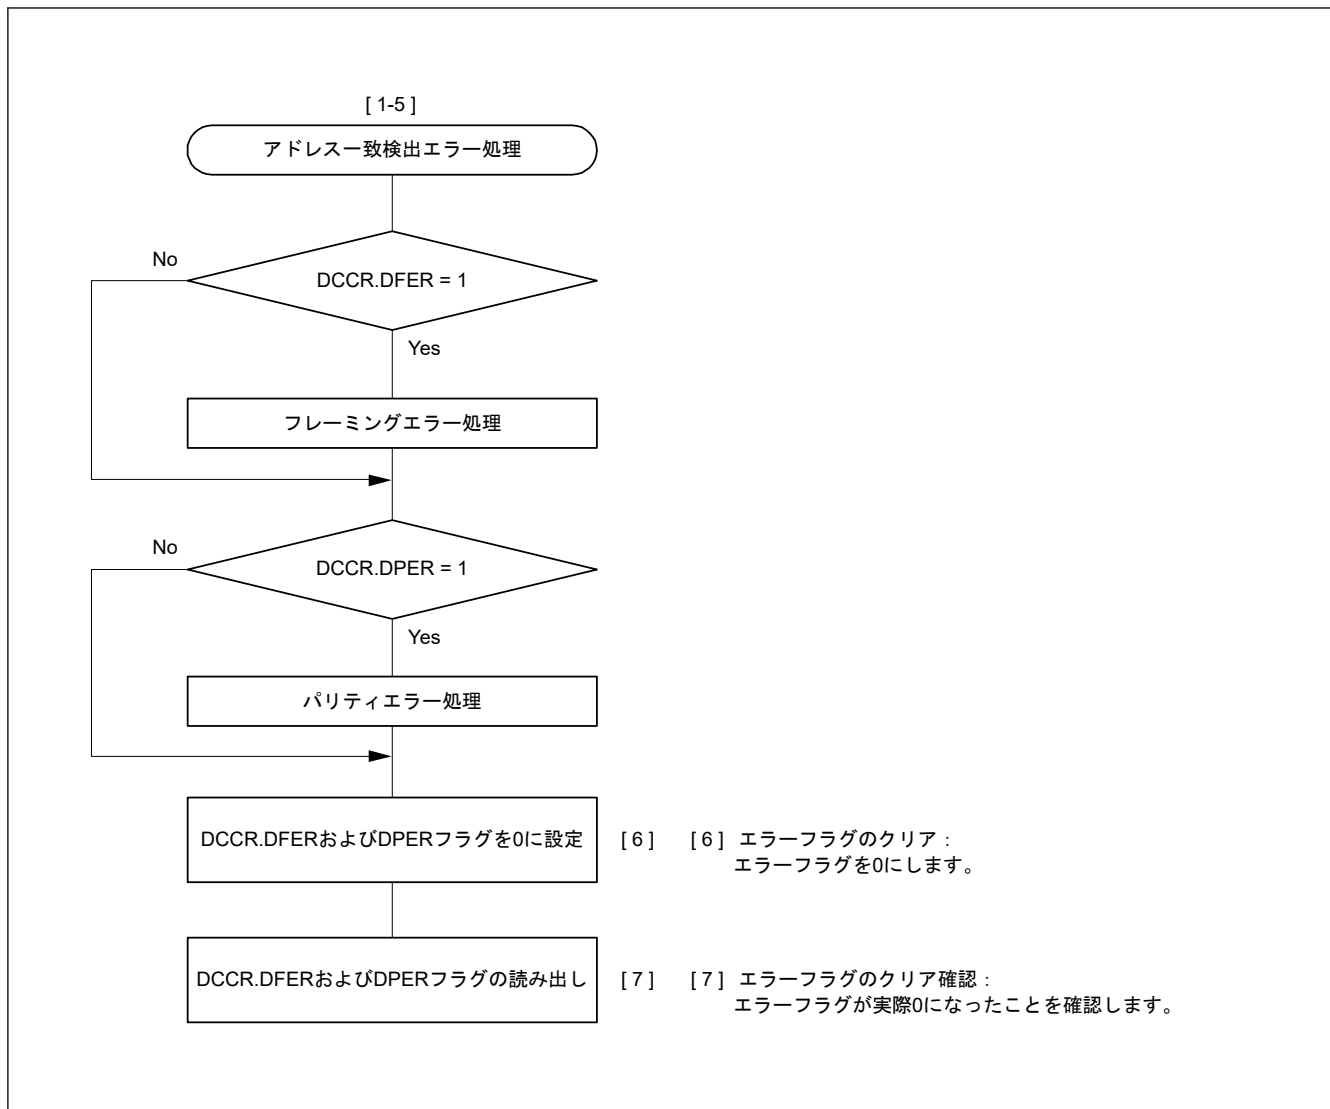 [ 1-5 ]
アドレス一致検出エラー処理
No
DCCR.DFER = 1
Yes
フレーミングエラー処理
No
DCCR.DPER = 1
Yes
パリティエラー処理
DCCR.DFERおよびDPERフラグを0に設定 [ 6 ] [ 6 ] エラーフラグのクリア：
エラーフラグを0にします。
DCCR.DFERおよびDPERフラグの読み出し [ 7 ] [ 7 ] エラーフラグのクリア確認：
エラーフラグが実際0になったことを確認します。